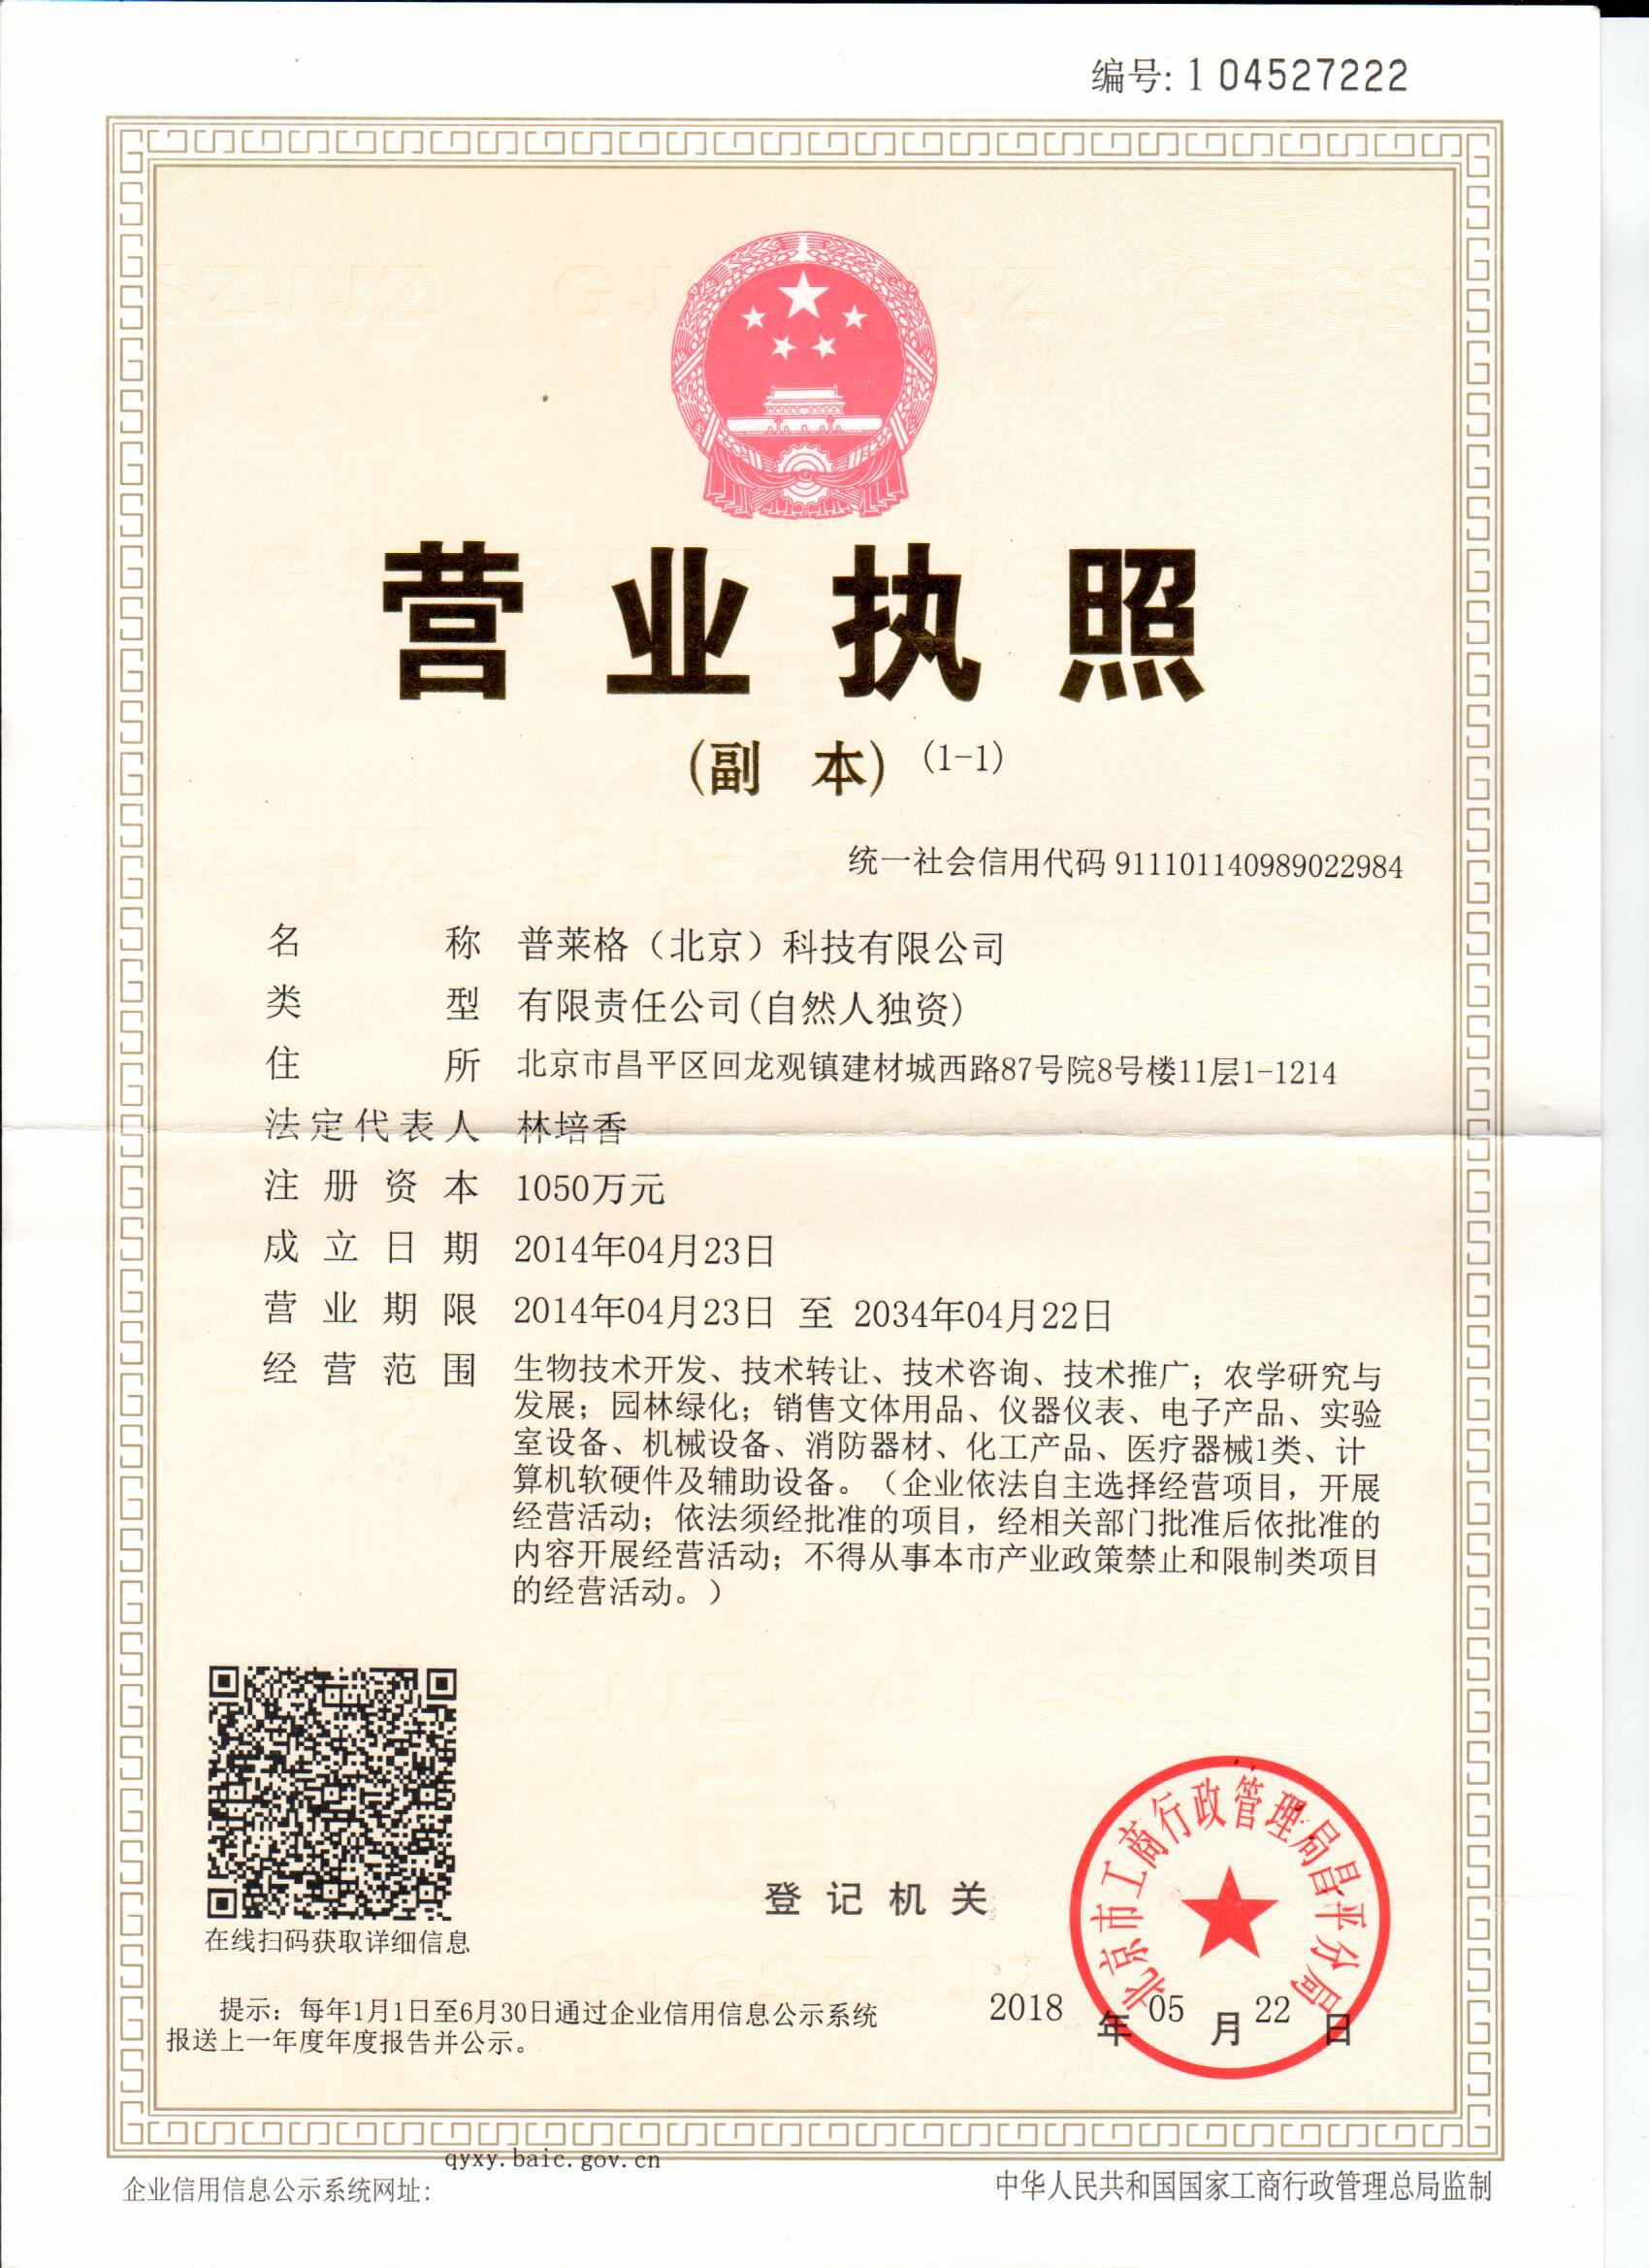 编号: 1 04527222
营业执照
(副 本) (1-1)
统一社会信用代码 911101140989022984
名称 普莱格（北京）科技有限公司
类型 有限责任公司(自然人独资)
住所 北京市昌平区回龙观镇建材城西路87号院8号楼11层1-1214
法定代表人 林培香
注册资本 1050万元
成立日期 2014年04月23日
营业期限 2014年04月23日 至 2034年04月22日
经营范围 生物技术开发、技术转让、技术咨询、技术推广；农学研究与
发展；园林绿化；销售文体用品、仪器仪表、电子产品、实验
室设备、机械设备、消防器材、化工产品、医疗器械1类、计
算机软硬件及辅助设备。（企业依法自主选择经营项目，开展
经营活动；依法须经批准的项目，经相关部门批准后依批准的
内容开展经营活动；不得从事本市产业政策禁止和限制类项目
的经营活动。）
在线扫码获取详细信息
登记机关
北京市工商行政管理局昌平分局
2018年05月22日
提示：每年1月1日至6月30日通过企业信用信息公示系统
报送上一年度年度报告并公示。
qyxy.baic.gov.cn
企业信用信息公示系统网址:
中华人民共和国国家工商行政管理总局监制